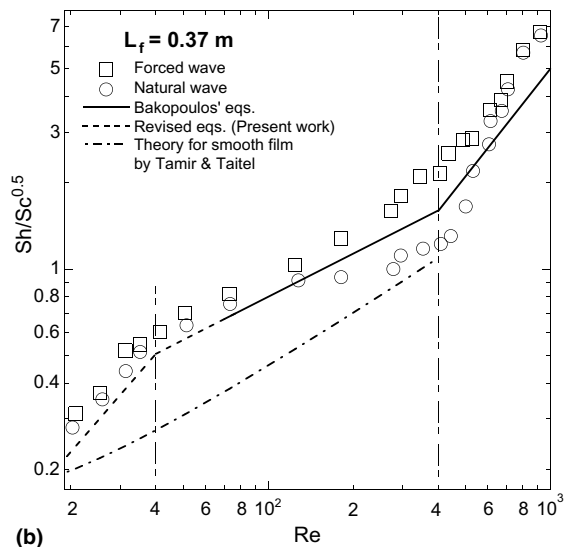 L_f = 0.37 m
Forced wave
Natural wave
Bakopoulos' eqs.
Revised eqs. (Present work)
Theory for smooth film
by Tamir & Taitel
Sh/Sc^0.5
7
5
3
1
0.8
0.6
0.4
0.2
2 4 6 8 10^2 2 4 6 8 10^3
(b) Re